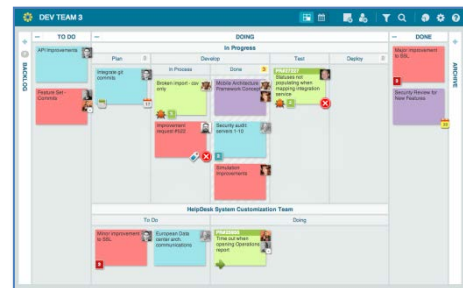 DEV TEAM 3
BACKLOG
TO DO
DOING
DONE
ARCHIVE
In Progress
Plan
Develop
Test
Deploy
In Process
Done
API Improvements
Feature Set -
Commits
Integrate git
commits
Broken import - csv
only
Improvement
request #533
Mobile Architecture
Framework Concept
Security audit:
servers 1-10
Simulation
Improvements
Statuses not
populating when
mapping integration
service
Major improvement
to SSL
Security Review for
New Features
HelpDesk System Customization Team
To Do
Doing
Minor improvement
to SSL
European Data
center arch.
communications
Time out when
opening Operations
report